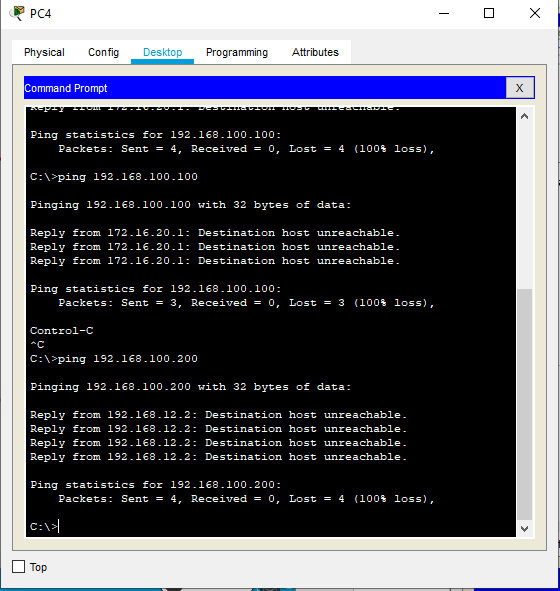 PC4
Physical Config Desktop Programming Attributes
Command Prompt
X
Reply from 172.16.20.1: Destination host unreachable.
Ping statistics for 192.168.100.100:
Packets: Sent = 4, Received = 0, Lost = 4 (100% loss),
C:\>ping 192.168.100.100
Pinging 192.168.100.100 with 32 bytes of data:
Reply from 172.16.20.1: Destination host unreachable.
Reply from 172.16.20.1: Destination host unreachable.
Reply from 172.16.20.1: Destination host unreachable.
Ping statistics for 192.168.100.100:
Packets: Sent = 3, Received = 0, Lost = 3 (100% loss),
Control-C
^C
C:\>ping 192.168.100.200
Pinging 192.168.100.200 with 32 bytes of data:
Reply from 192.168.12.2: Destination host unreachable.
Reply from 192.168.12.2: Destination host unreachable.
Reply from 192.168.12.2: Destination host unreachable.
Reply from 192.168.12.2: Destination host unreachable.
Ping statistics for 192.168.100.200:
Packets: Sent = 4, Received = 0, Lost = 4 (100% loss),
C:\>
Top